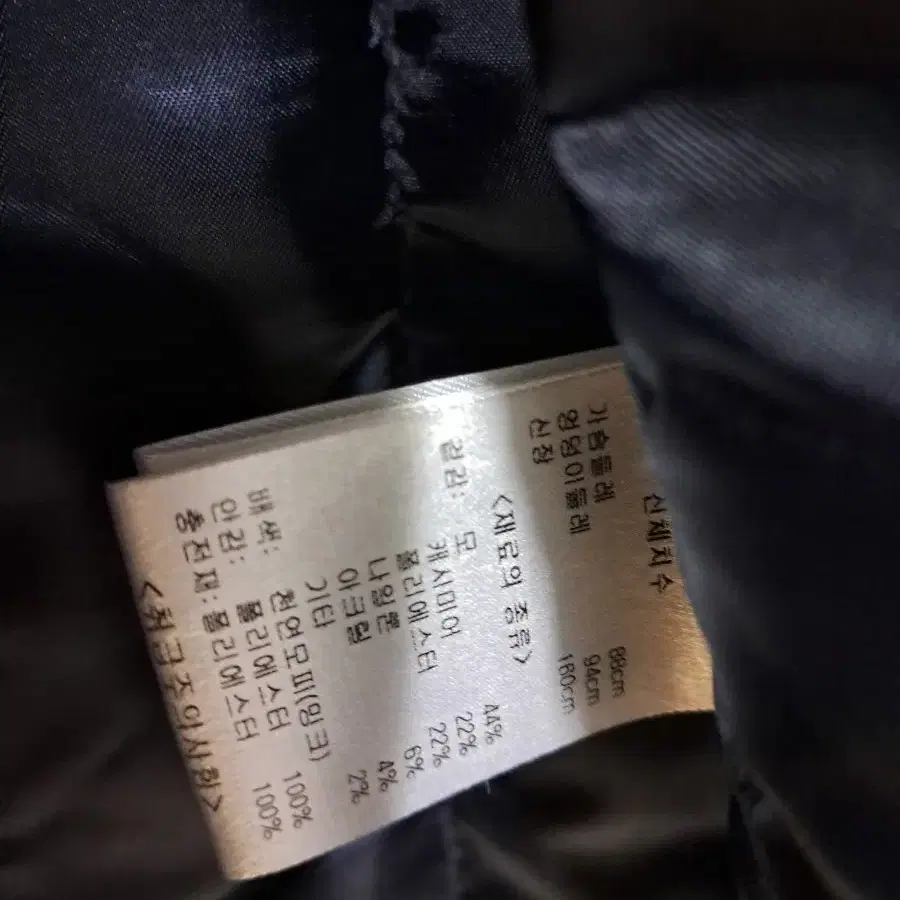 신체치수
가슴둘레 88cm
엉덩이둘레 94cm
신장 160cm
<재료의 종류>
겉감: 모 44%
캐시미어 22%
폴리에스터 22%
나일론 6%
아크릴 4%
기타 2%
배색: 천연모피(밍크)
안감: 폴리에스터 100%
충전재: 폴리에스터 100%
<취급주의사회>